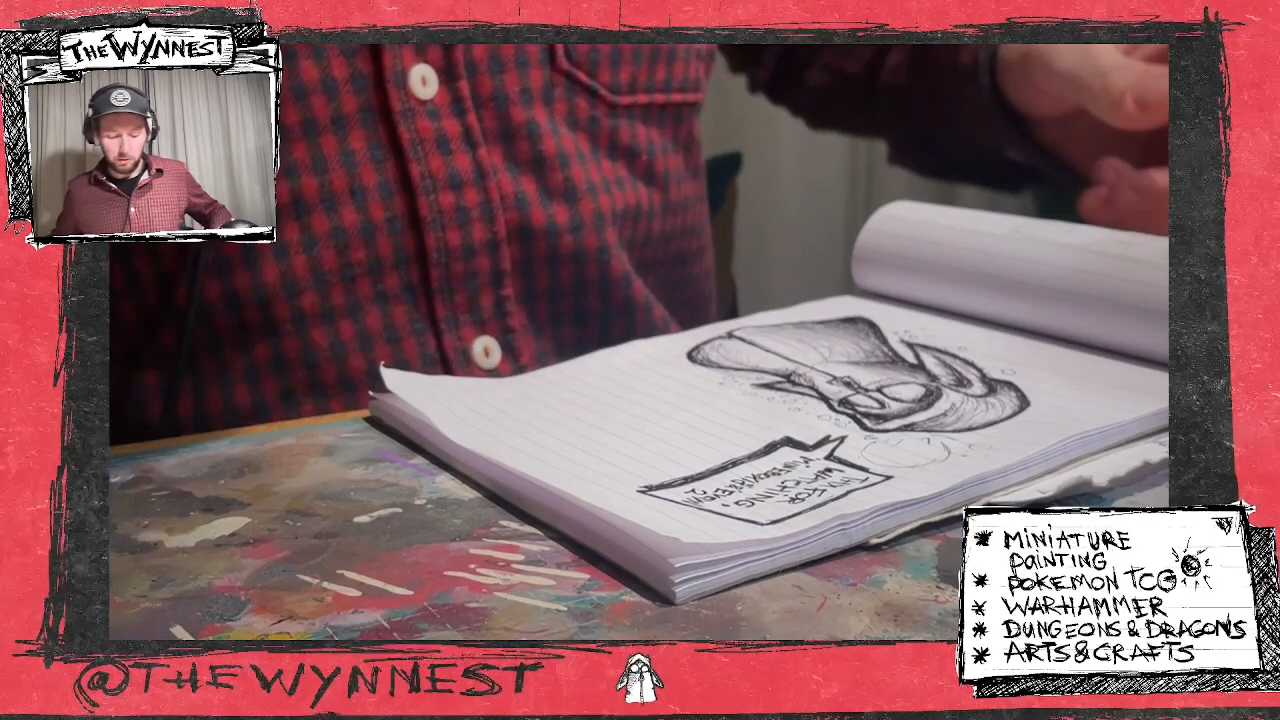 THEWYNNEST
THX FOR
WATCHING,
* MINIATURE
PAINTING
* POKEMON TCG
* WARHAMMER
* DUNGEONS & DRAGONS
* ARTS & CRAFTS
@THEWYNNEST